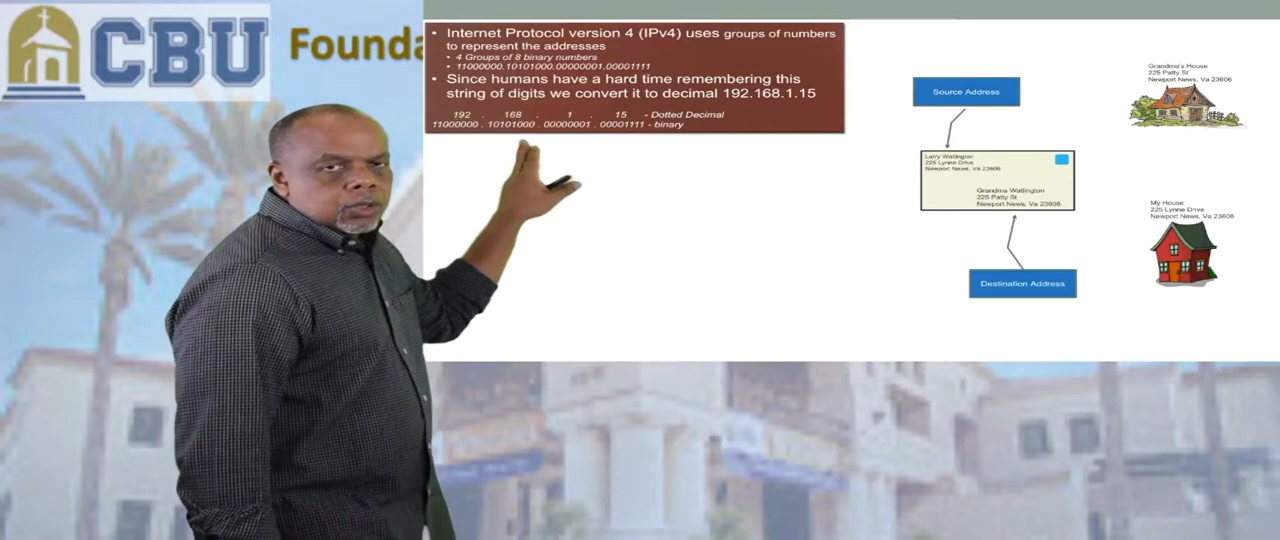 CBU
Founda
• Internet Protocol version 4 (IPv4) uses groups of numbers
to represent the addresses
• 4 Groups of 8 binary numbers
• 11000000.10101000.00000001.00001111
• Since humans have a hard time remembering this
string of digits we convert it to decimal 192.168.1.15
192 . 168 . 1 . 15 - Dotted Decimal
11000000 . 10101000 . 00000001 . 00001111 - binary
Source Address
Larry Watlington
225 Lynne Drive
Newport News, Va 23606
Grandma Watlington
225 Patty St
Newport News, Va 23606
Destination Address
Grandma's House
225 Patty St
Newport News, Va 23606
My House
225 Lynne Drive
Newport News, Va 23606